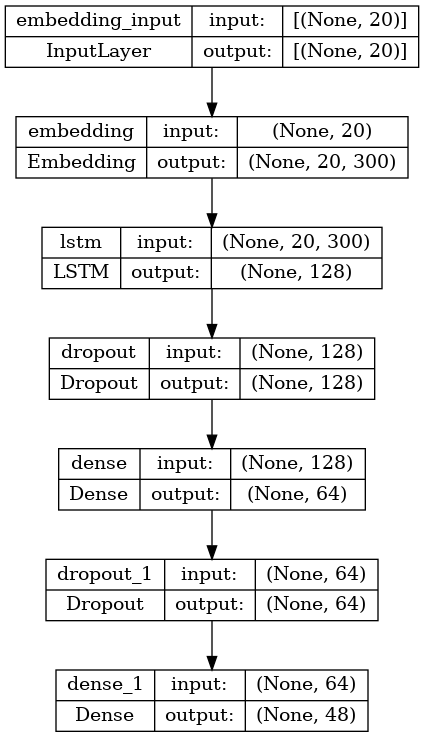 embedding_input input: [(None, 20)]
InputLayer output: [(None, 20)]
embedding input: (None, 20)
Embedding output: (None, 20, 300)
lstm input: (None, 20, 300)
LSTM output: (None, 128)
dropout input: (None, 128)
Dropout output: (None, 128)
dense input: (None, 128)
Dense output: (None, 64)
dropout_1 input: (None, 64)
Dropout output: (None, 64)
dense_1 input: (None, 64)
Dense output: (None, 48)